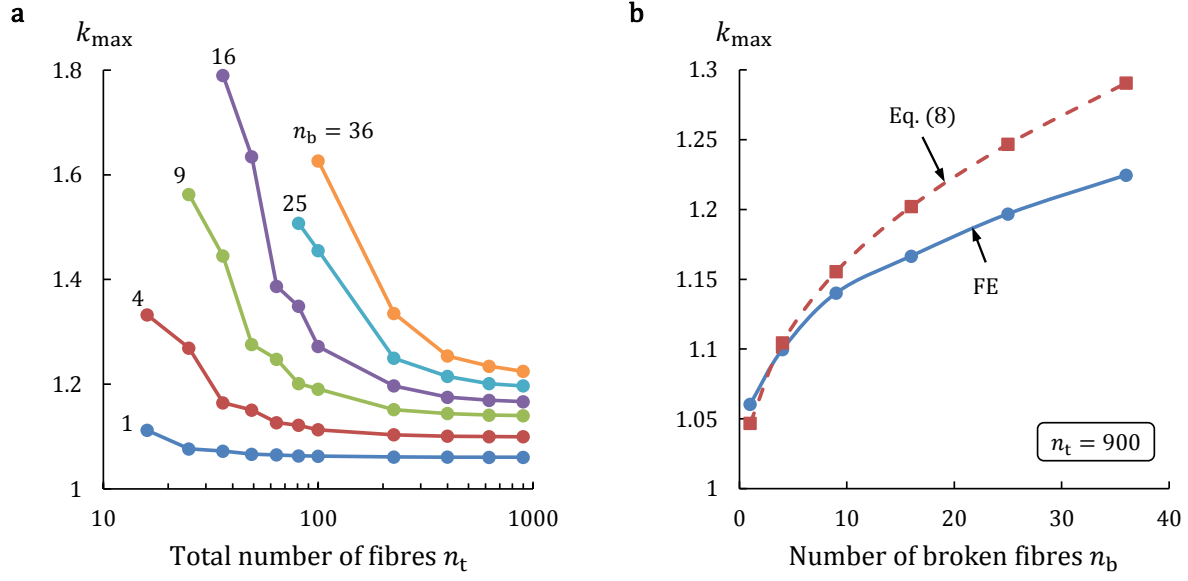 a
k_max
1.8
1.6
1.4
1.2
1
10
100
1000
16
n_b = 36
9
25
4
1
Total number of fibres n_t
b
k_max
1.3
1.25
1.2
1.15
1.1
1.05
1
0
10
20
30
40
Eq. (8)
FE
n_t = 900
Number of broken fibres n_b